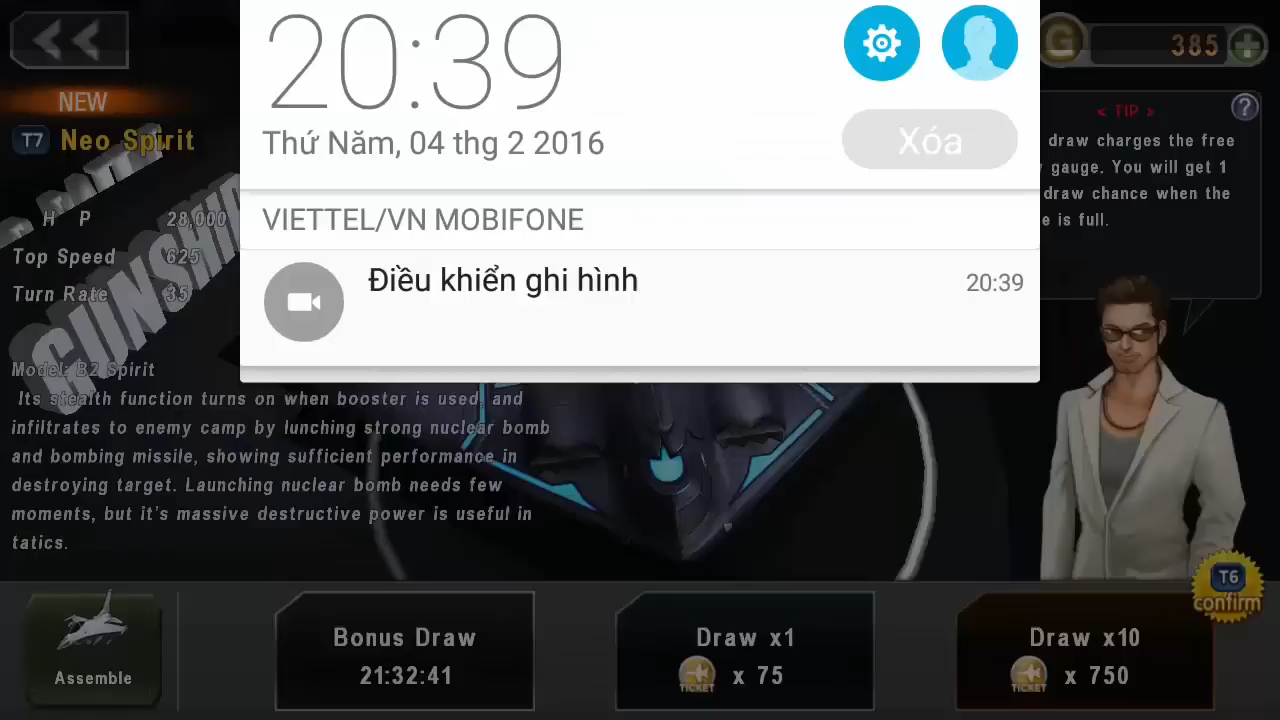 20:39
Thứ Năm, 04 thg 2 2016
Xóa
VIETTEL/VN MOBIFONE
Điều khiển ghi hình
20:39
385
NEW
T7 Neo Spirit
GUNSHIP
H P 28,000
Top Speed 625
Turn Rate 35
Model: B2 Spirit
Its stealth function turns on when booster is used, and
infiltrates to enemy camp by lunching strong nuclear bomb
and bombing missile, showing sufficient performance in
destroying target. Launching nuclear bomb needs few
moments, but it's massive destructive power is useful in
tatics.
< TIP >
?
draw charges the free
gauge. You will get 1
draw chance when the
is full.
Assemble
Bonus Draw
21:32:41
Draw x1
TICKET x 75
Draw x10
TICKET x 750
T6
confirm